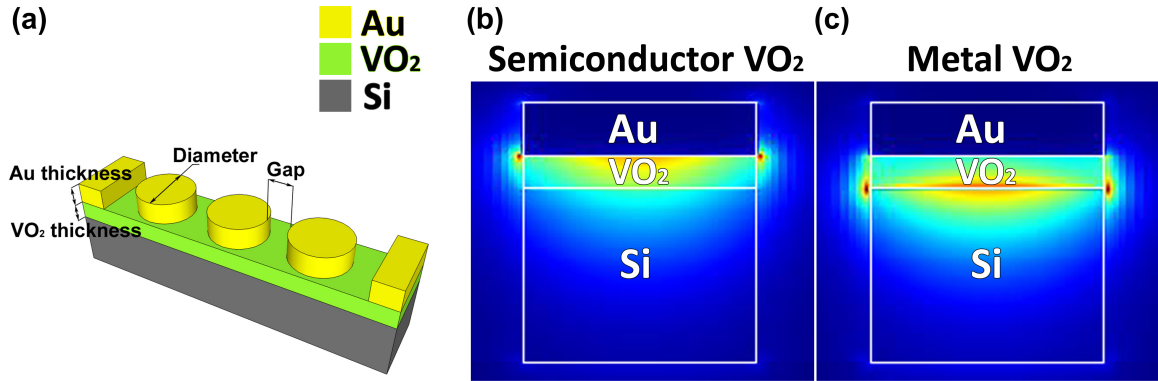 (a)
Au
VO₂
Si
Diameter
Gap
Au thickness
VO₂ thickness
(b)
Semiconductor VO₂
Au
VO₂
Si
(c)
Metal VO₂
Au
VO₂
Si